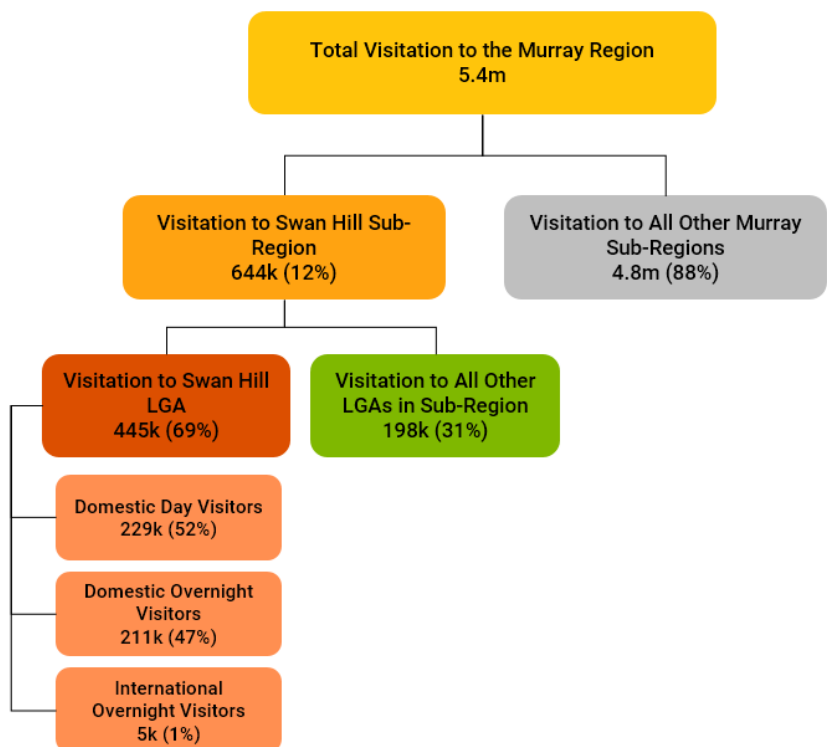 Total Visitation to the Murray Region
5.4m
Visitation to Swan Hill Sub-
Region
644k (12%)
Visitation to All Other Murray
Sub-Regions
4.8m (88%)
Visitation to Swan Hill
LGA
445k (69%)
Visitation to All Other
LGAs in Sub-Region
198k (31%)
Domestic Day Visitors
229k (52%)
Domestic Overnight
Visitors
211k (47%)
International
Overnight Visitors
5k (1%)